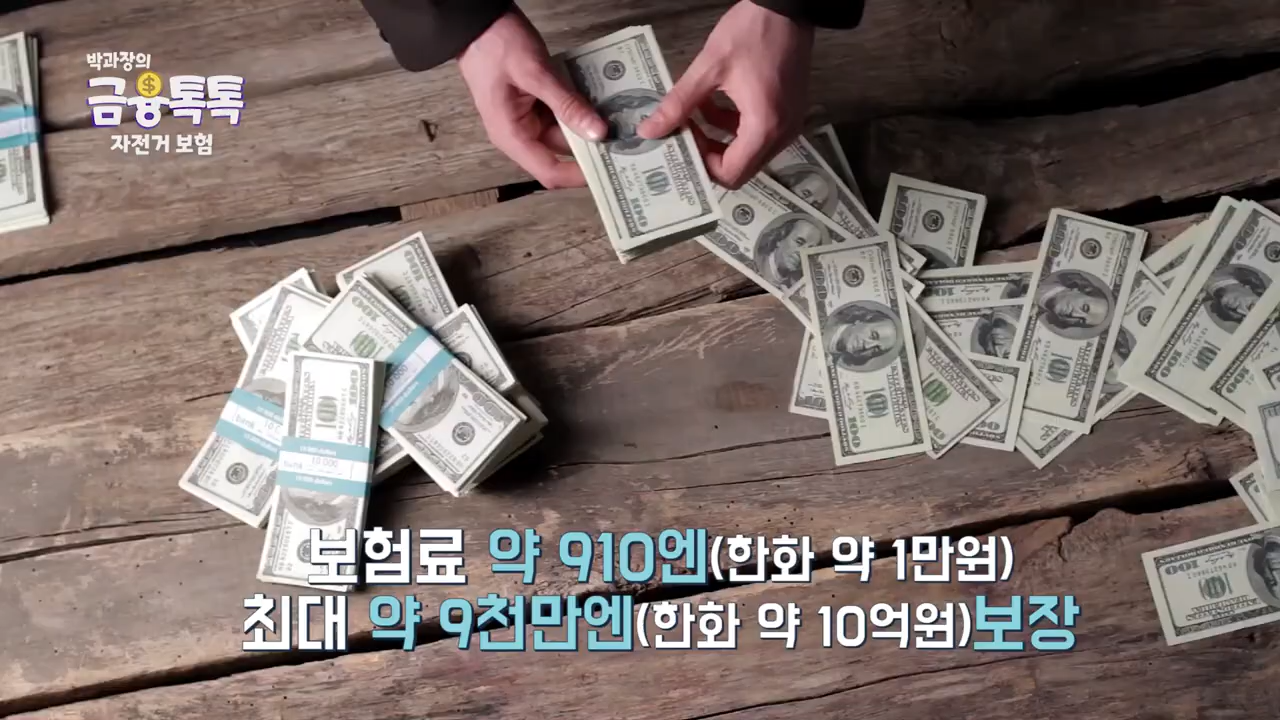 박과장의
금융톡톡
자전거 보험
보험료 약 910엔(한화 약 1만원)
최대 약 9천만엔(한화 약 10억원)보장